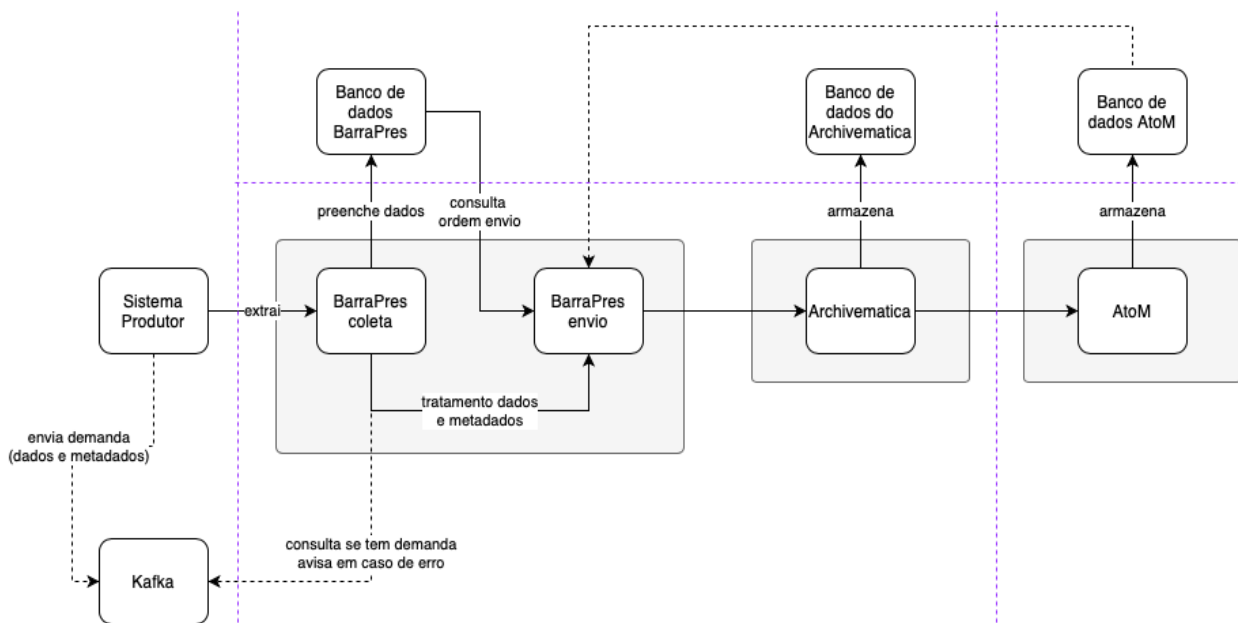 Banco de
dados
BarraPres
Banco de
dados do
Archivematica
Banco de
dados AtoM
preenche dados
consulta
ordem envio
armazena
armazena
Sistema
Produtor
extrai
BarraPres
coleta
BarraPres
envio
Archivematica
AtoM
tratamento dados
e metadados
envia demanda
(dados e metadados)
consulta se tem demanda
avisa em caso de erro
Kafka